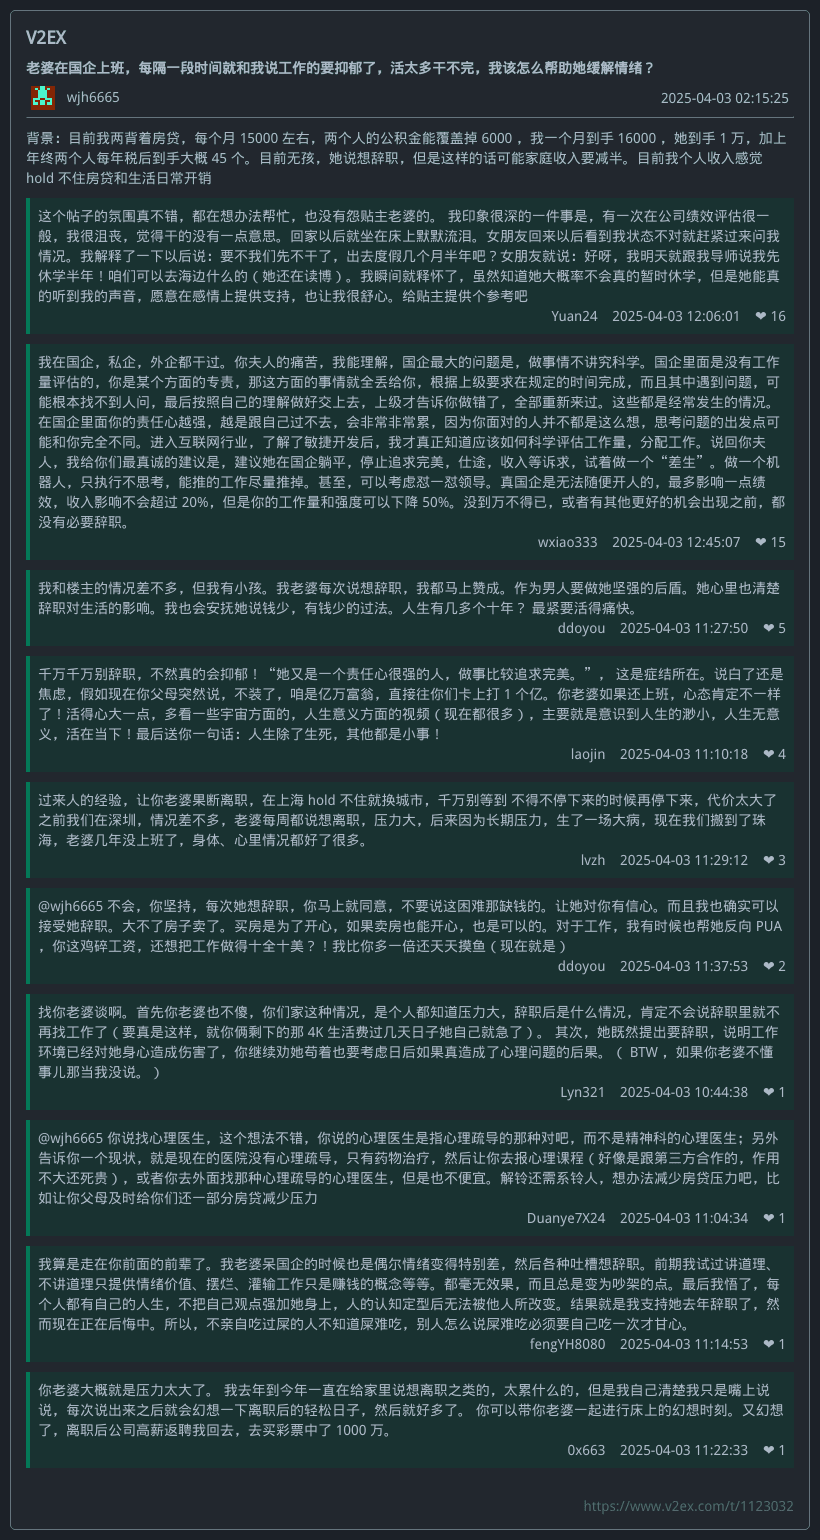 V2EX
老婆在国企上班，每隔一段时间就和我说工作的要抑郁了，活太多干不完，我该怎么帮助她缓解情绪？
wjh6665
2025-04-03 02:15:25
背景：目前我两背着房贷，每个月 15000 左右，两个人的公积金能覆盖掉 6000 ，我一个月到手 16000 ，她到手 1 万，加上
年终两个人每年税后到手大概 45 个。目前无孩，她说想辞职，但是这样的话可能家庭收入要减半。目前我个人收入感觉
hold 不住房贷和生活日常开销
这个帖子的氛围真不错，都在想办法帮忙，也没有怨贴主老婆的。 我印象很深的一件事是，有一次在公司绩效评估很一
般，我很沮丧，觉得干的没有一点意思。回家以后就坐在床上默默流泪。女朋友回来以后看到我状态不对就赶紧过来问我
情况。我解释了一下以后说：要不我们先不干了，出去度假几个月半年吧？女朋友就说：好呀，我明天就跟我导师说我先
休学半年！咱们可以去海边什么的（她还在读博）。我瞬间就释怀了，虽然知道她大概率不会真的暂时休学，但是她能真
的听到我的声音，愿意在感情上提供支持，也让我很舒心。给贴主提供个参考吧
Yuan24 2025-04-03 12:06:01 ❤ 16
我在国企，私企，外企都干过。你夫人的痛苦，我能理解，国企最大的问题是，做事情不讲究科学。国企里面是没有工作
量评估的，你是某个方面的专责，那这方面的事情就全丢给你，根据上级要求在规定的时间完成，而且其中遇到问题，可
能根本找不到人问，最后按照自己的理解做好交上去，上级才告诉你做错了，全部重新来过。这些都是经常发生的情况。
在国企里面你的责任心越强，越是跟自己过不去，会非常非常累，因为你面对的人并不都是这么想，思考问题的出发点可
能和你完全不同。进入互联网行业，了解了敏捷开发后，我才真正知道应该如何科学评估工作量，分配工作。说回你夫
人，我给你们最真诚的建议是，建议她在国企躺平，停止追求完美，仕途，收入等诉求，试着做一个“差生”。做一个机
器人，只执行不思考，能推的工作尽量推掉。甚至，可以考虑怼一怼领导。真国企是无法随便开人的，最多影响一点绩
效，收入影响不会超过 20%，但是你的工作量和强度可以下降 50%。没到万不得已，或者有其他更好的机会出现之前，都
没有必要辞职。
wxiao333 2025-04-03 12:45:07 ❤ 15
我和楼主的情况差不多，但我有小孩。我老婆每次说想辞职，我都马上赞成。作为男人要做她坚强的后盾。她心里也清楚
辞职对生活的影响。我也会安抚她说钱少，有钱少的过法。人生有几多个十年？ 最紧要活得痛快。
ddoyou 2025-04-03 11:27:50 ❤ 5
千万千万别辞职，不然真的会抑郁！“她又是一个责任心很强的人，做事比较追求完美。”， 这是症结所在。说白了还是
焦虑，假如现在你父母突然说，不装了，咱是亿万富翁，直接往你们卡上打 1 个亿。你老婆如果还上班，心态肯定不一样
了！活得心大一点，多看一些宇宙方面的，人生意义方面的视频（现在都很多），主要就是意识到人生的渺小，人生无意
义，活在当下！最后送你一句话：人生除了生死，其他都是小事！
laojin 2025-04-03 11:10:18 ❤ 4
过来人的经验，让你老婆果断离职，在上海 hold 不住就换城市，千万别等到 不得不停下来的时候再停下来，代价太大了
之前我们在深圳，情况差不多，老婆每周都说想离职，压力大，后来因为长期压力，生了一场大病，现在我们搬到了珠
海，老婆几年没上班了，身体、心里情况都好了很多。
lvzh 2025-04-03 11:29:12 ❤ 3
@wjh6665 不会，你坚持，每次她想辞职，你马上就同意，不要说这困难那缺钱的。让她对你有信心。而且我也确实可以
接受她辞职。大不了房子卖了。买房是为了开心，如果卖房也能开心，也是可以的。对于工作，我有时候也帮她反向 PUA
，你这鸡碎工资，还想把工作做得十全十美？！我比你多一倍还天天摸鱼（现在就是）
ddoyou 2025-04-03 11:37:53 ❤ 2
找你老婆谈啊。首先你老婆也不傻，你们家这种情况，是个人都知道压力大，辞职后是什么情况，肯定不会说辞职里就不
再找工作了（要真是这样，就你俩剩下的那 4K 生活费过几天日子她自己就急了）。 其次，她既然提出要辞职，说明工作
环境已经对她身心造成伤害了，你继续劝她苟着也要考虑日后如果真造成了心理问题的后果。（ BTW ，如果你老婆不懂
事儿那当我没说。）
Lyn321 2025-04-03 10:44:38 ❤ 1
@wjh6665 你说找心理医生，这个想法不错，你说的心理医生是指心理疏导的那种对吧，而不是精神科的心理医生；另外
告诉你一个现状，就是现在的医院没有心理疏导，只有药物治疗，然后让你去报心理课程（好像是跟第三方合作的，作用
不大还死贵），或者你去外面找那种心理疏导的心理医生，但是也不便宜。解铃还需系铃人，想办法减少房贷压力吧，比
如让你父母及时给你们还一部分房贷减少压力
Duanye7X24 2025-04-03 11:04:34 ❤ 1
我算是走在你前面的前辈了。我老婆呆国企的时候也是偶尔情绪变得特别差，然后各种吐槽想辞职。前期我试过讲道理、
不讲道理只提供情绪价值、摆烂、灌输工作只是赚钱的概念等等。都毫无效果，而且总是变为吵架的点。最后我悟了，每
个人都有自己的人生，不把自己观点强加她身上，人的认知定型后无法被他人所改变。结果就是我支持她去年辞职了，然
而现在正在后悔中。所以，不亲自吃过屎的人不知道屎难吃，别人怎么说屎难吃必须要自己吃一次才甘心。
fengYH8080 2025-04-03 11:14:53 ❤ 1
你老婆大概就是压力太大了。 我去年到今年一直在给家里说想离职之类的，太累什么的，但是我自己清楚我只是嘴上说
说，每次说出来之后就会幻想一下离职后的轻松日子，然后就好多了。 你可以带你老婆一起进行床上的幻想时刻。又幻想
了，离职后公司高薪返聘我回去，去买彩票中了 1000 万。
0x663 2025-04-03 11:22:33 ❤ 1
https://www.v2ex.com/t/1123032